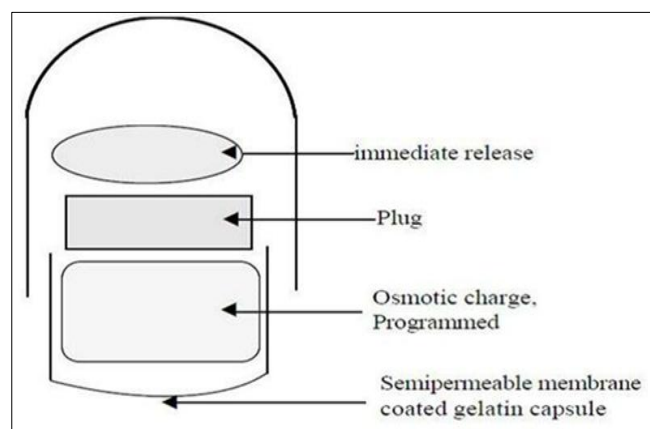 immediate release
Plug
Osmotic charge,
Programmed
Semipermeable membrane
coated gelatin capsule